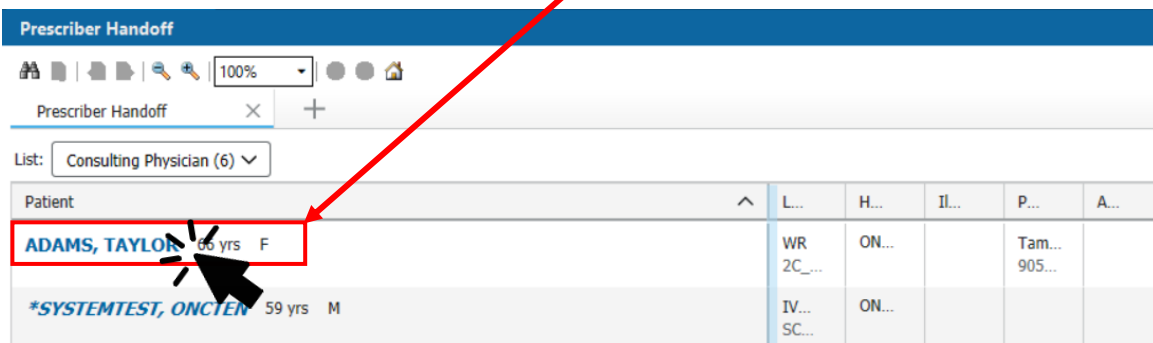 Prescriber Handoff
100%
Prescriber Handoff
List: Consulting Physician (6)
Patient L... H... Il... P... A...
ADAMS, TAYLOR 66 yrs F WR ON... Tam...
2C_... 905...
*SYSTEMTEST, ONCTEN 59 yrs M IV... ON...
SC...